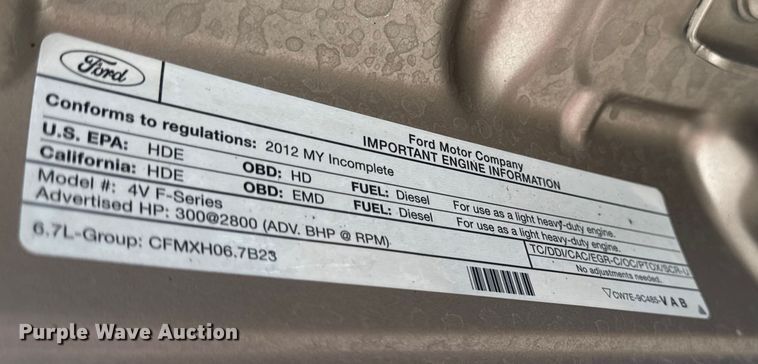 Ford
Ford Motor Company
IMPORTANT ENGINE INFORMATION
Conforms to regulations: 2012 MY Incomplete
U.S. EPA: HDE OBD: HD FUEL: Diesel For use as a light heavy-duty engine.
California: HDE OBD: EMD FUEL: Diesel For use as a light heavy-duty engine.
Model #: 4V F-Series
Advertised HP: 300@2800 (ADV. BHP @ RPM)
TC/DDI/CAC/EGR-C/OC/PTOX/SCR-U
No adjustments needed.
6.7L-Group: CFMXH06.7B23
CW7E-9C485-VAB
Purple Wave Auction